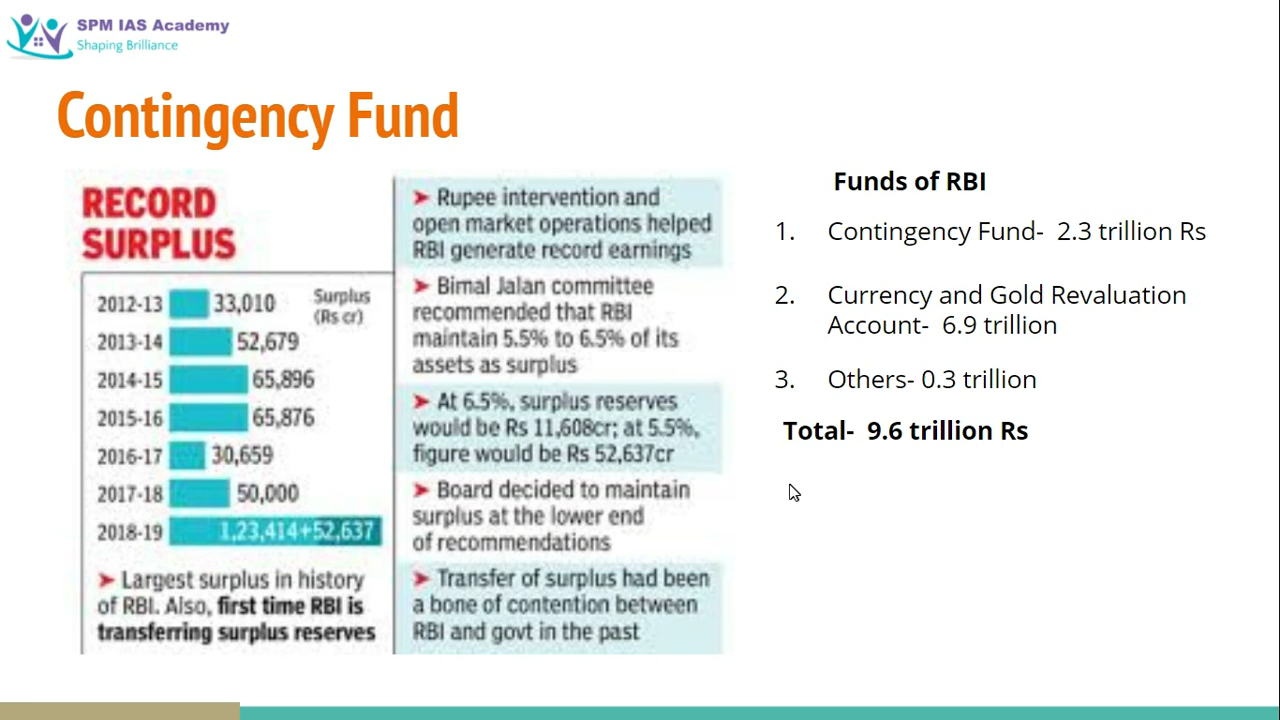 SPM IAS Academy
Shaping Brilliance
Contingency Fund
RECORD
SURPLUS
Surplus
(Rs cr)
2012-13 33,010
2013-14 52,679
2014-15 65,896
2015-16 65,876
2016-17 30,659
2017-18 50,000
2018-19 1,23,414+52,637
➤ Largest surplus in history
of RBI. Also, first time RBI is
transferring surplus reserves
➤ Rupee intervention and
open market operations helped
RBI generate record earnings
➤ Bimal Jalan committee
recommended that RBI
maintain 5.5% to 6.5% of its
assets as surplus
➤ At 6.5%, surplus reserves
would be Rs 11,608cr; at 5.5%,
figure would be Rs 52,637cr
➤ Board decided to maintain
surplus at the lower end
of recommendations
➤ Transfer of surplus had been
a bone of contention between
RBI and govt in the past
Funds of RBI
1. Contingency Fund- 2.3 trillion Rs
2. Currency and Gold Revaluation
Account- 6.9 trillion
3. Others- 0.3 trillion
Total- 9.6 trillion Rs